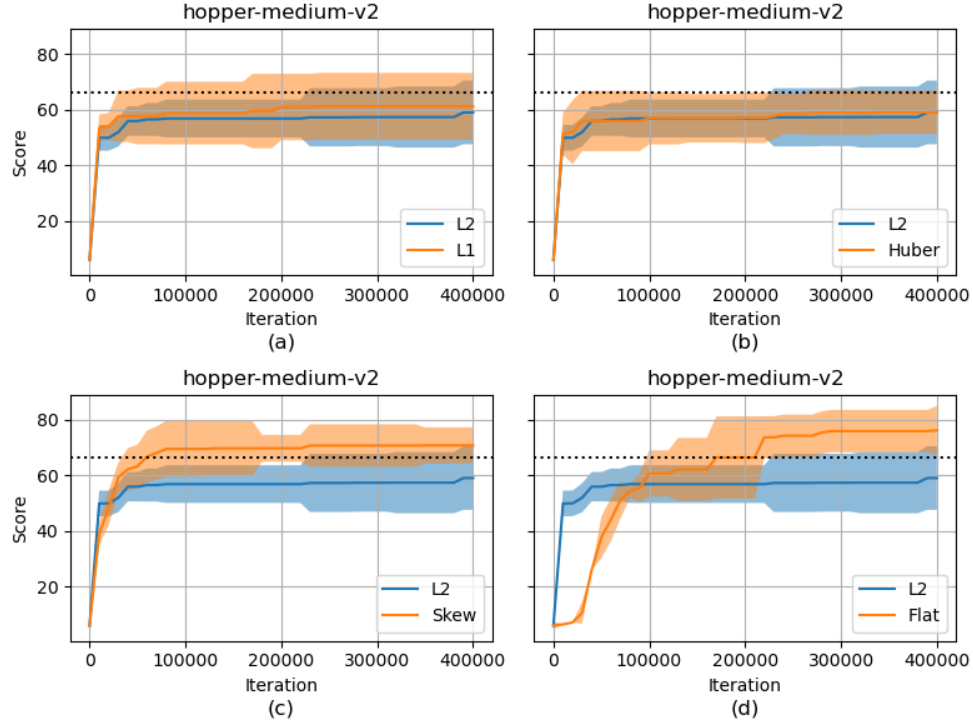 hopper-medium-v2
80
60
40
20
Score
L2
L1
0 100000 200000 300000 400000
Iteration
(a)
hopper-medium-v2
L2
Huber
0 100000 200000 300000 400000
Iteration
(b)
hopper-medium-v2
80
60
40
20
Score
L2
Skew
0 100000 200000 300000 400000
Iteration
(c)
hopper-medium-v2
L2
Flat
0 100000 200000 300000 400000
Iteration
(d)